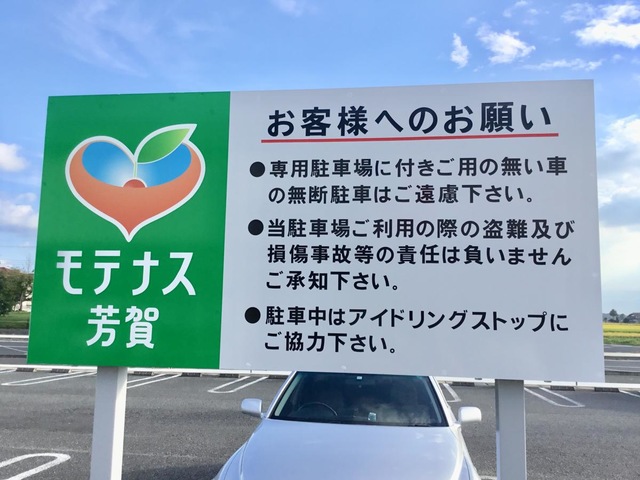 モテナス
芳賀
お客様へのお願い
●専用駐車場に付きご用の無い車
の無断駐車はご遠慮下さい。
●当駐車場ご利用の際の盗難及び
損傷事故等の責任は負いません
ご承知下さい。
●駐車中はアイドリングストップに
ご協力下さい。